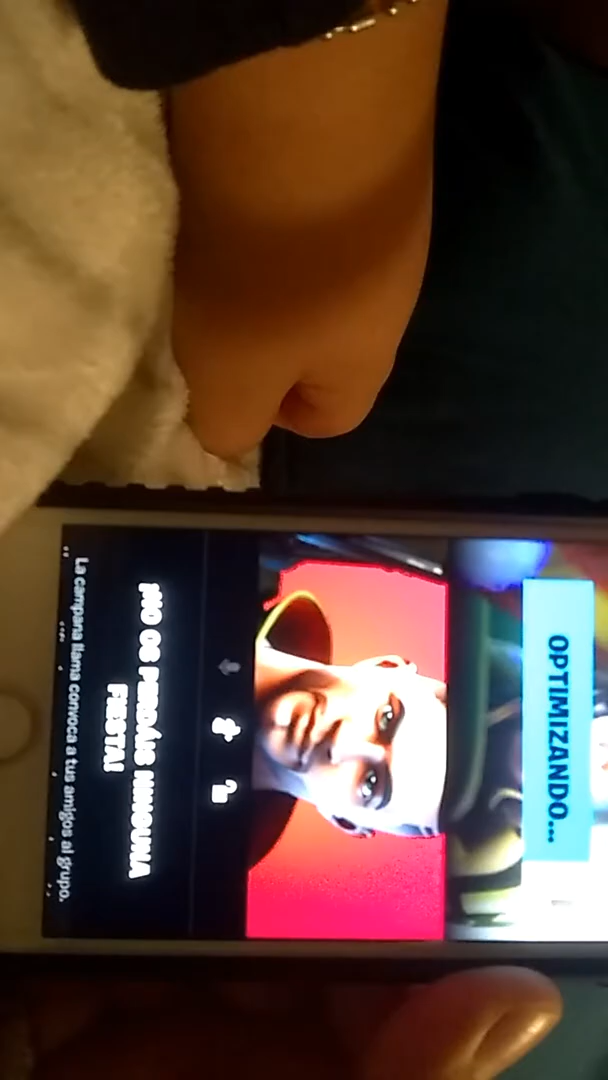 OPTIMIZANDO...
¡NO OS PERDÁIS NINGUNA
FIESTA!
La campana llama convoca a tus amigos al grupo.